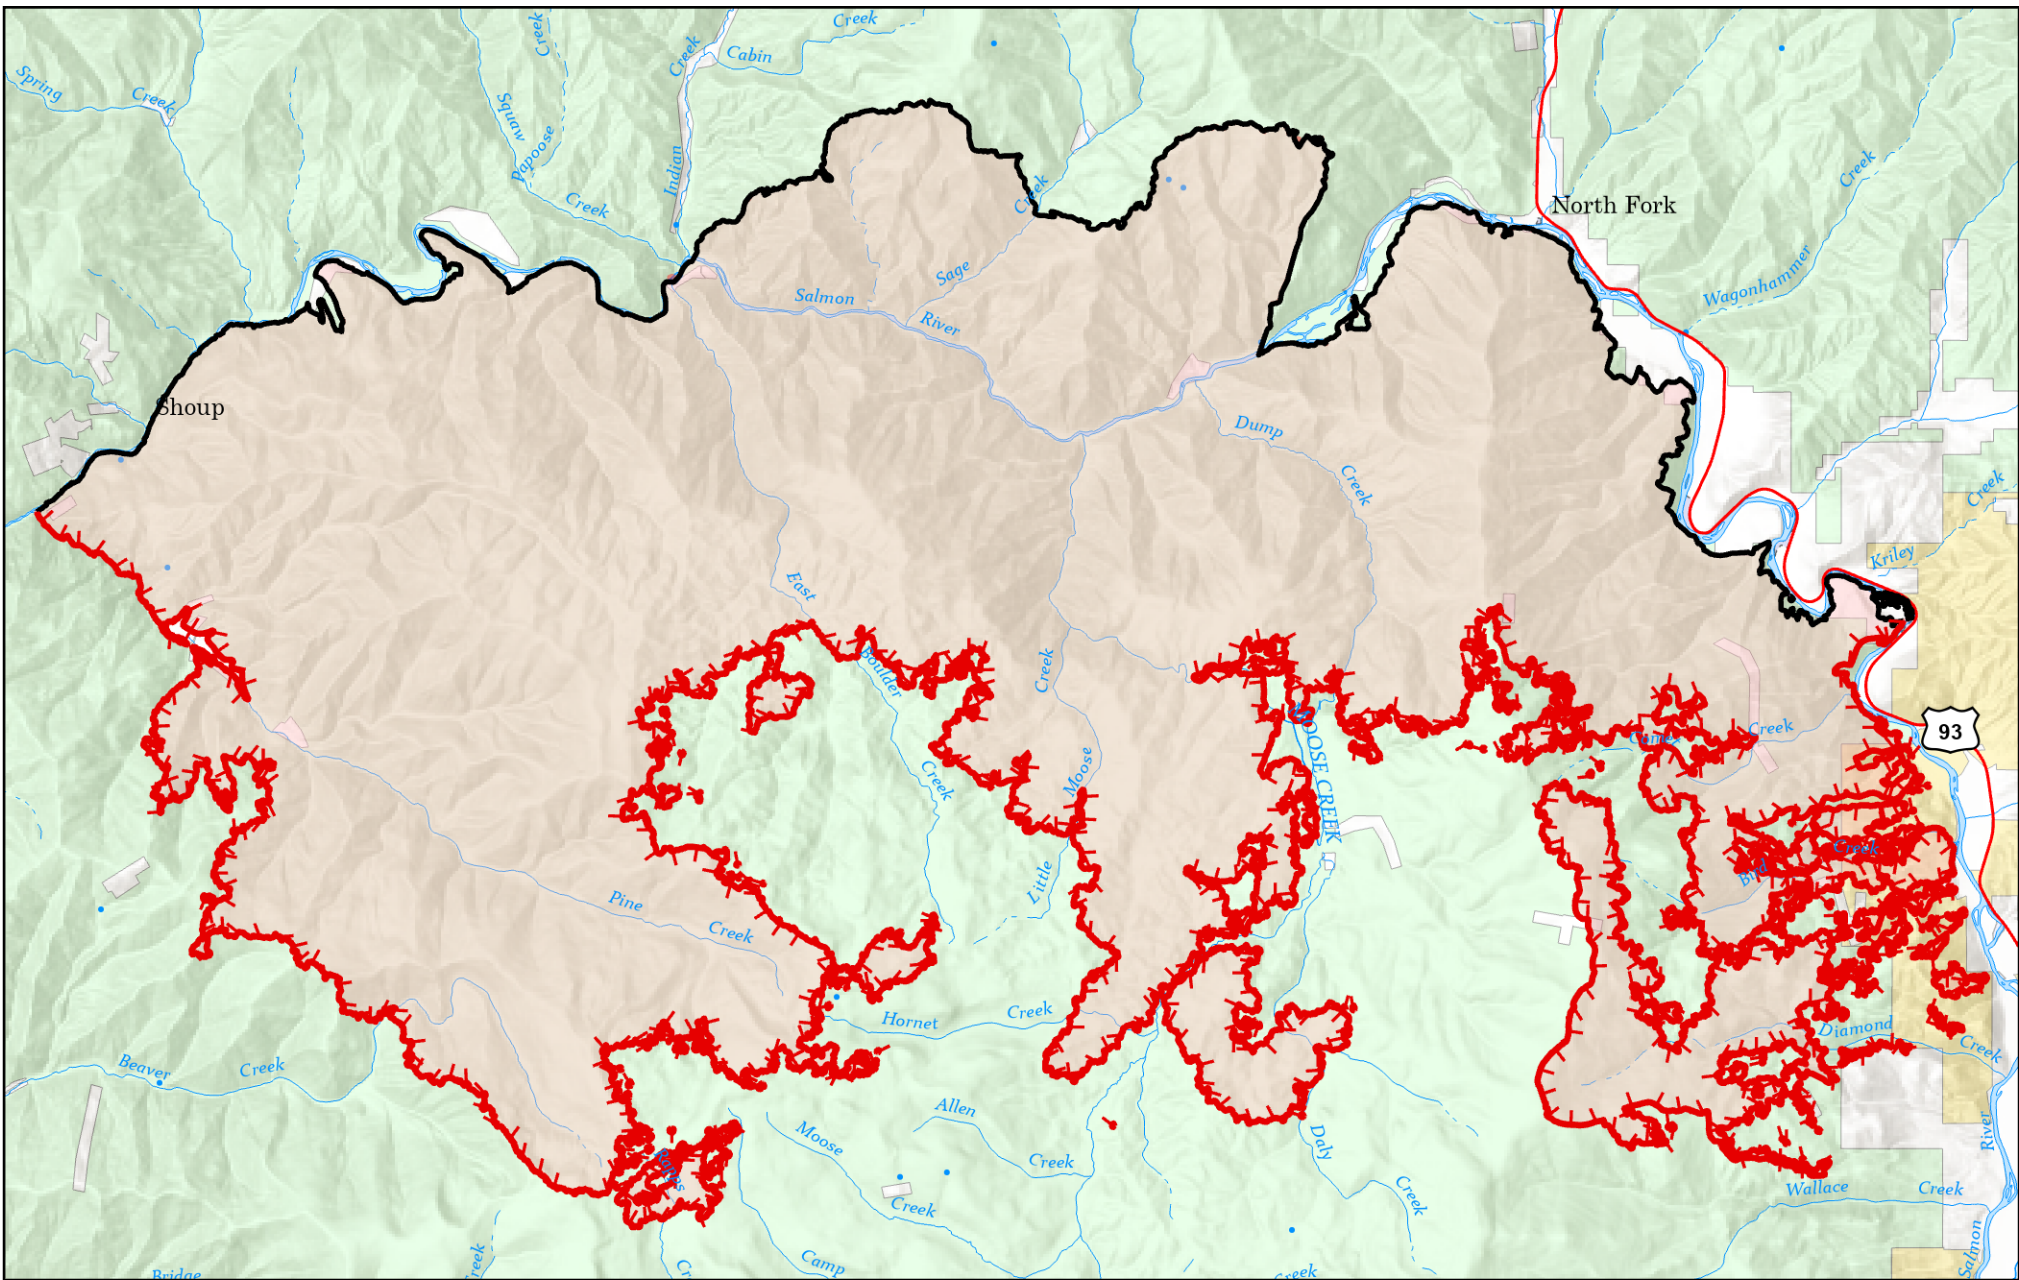 Creek
Creek
Cabin
Creek
Spring
Creek
Squaw
Papoose
Creek
Indian
Creek
Creek
North Fork
Wagonhammer
Creek
Sage
Salmon
River
Shoup
Dump
Creek
Creek
Kriley
East
Boulder
Creek
Creek
Moose
Little
MOOSE CREEK
Creek
93
Creek
Bird
Pine
Creek
Hornet
Creek
Diamond
Creek
Beaver
Creek
Allen
Creek
Moose
Creek
Daly
Creek
River
Wallace
Creek
Salmon
Camp
Creek
Bridge